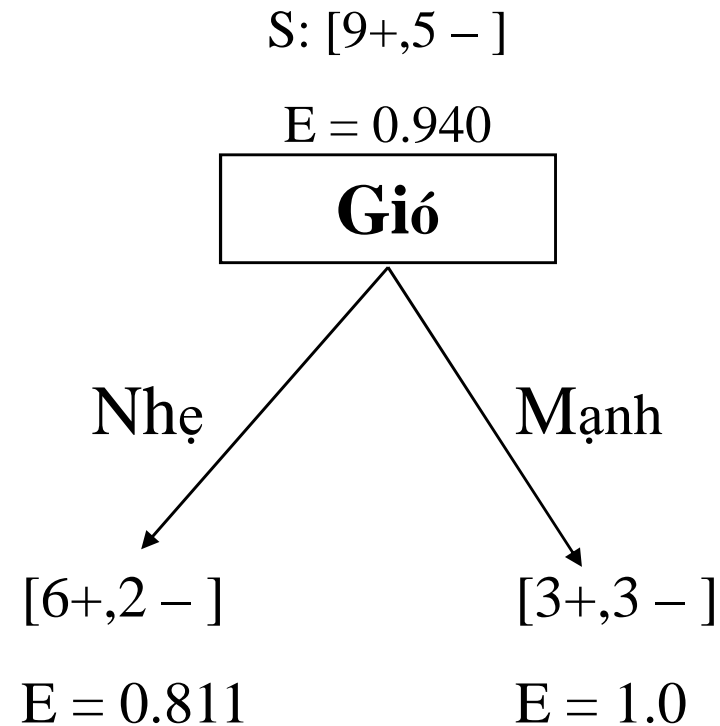 S: [9+,5 – ]
E = 0.940
Gió
Nhẹ
Mạnh
[6+,2 – ]
[3+,3 – ]
E = 0.811
E = 1.0